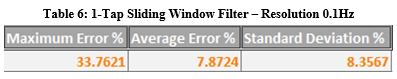 Table 6: 1-Tap Sliding Window Filter – Resolution 0.1Hz
Maximum Error % Average Error % Standard Deviation %
33.7621 7.8724 8.3567